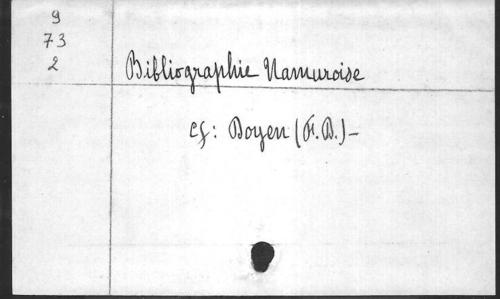 9
73
2
Bibliographie Namuroise
cf: Doyen (F.D.)-